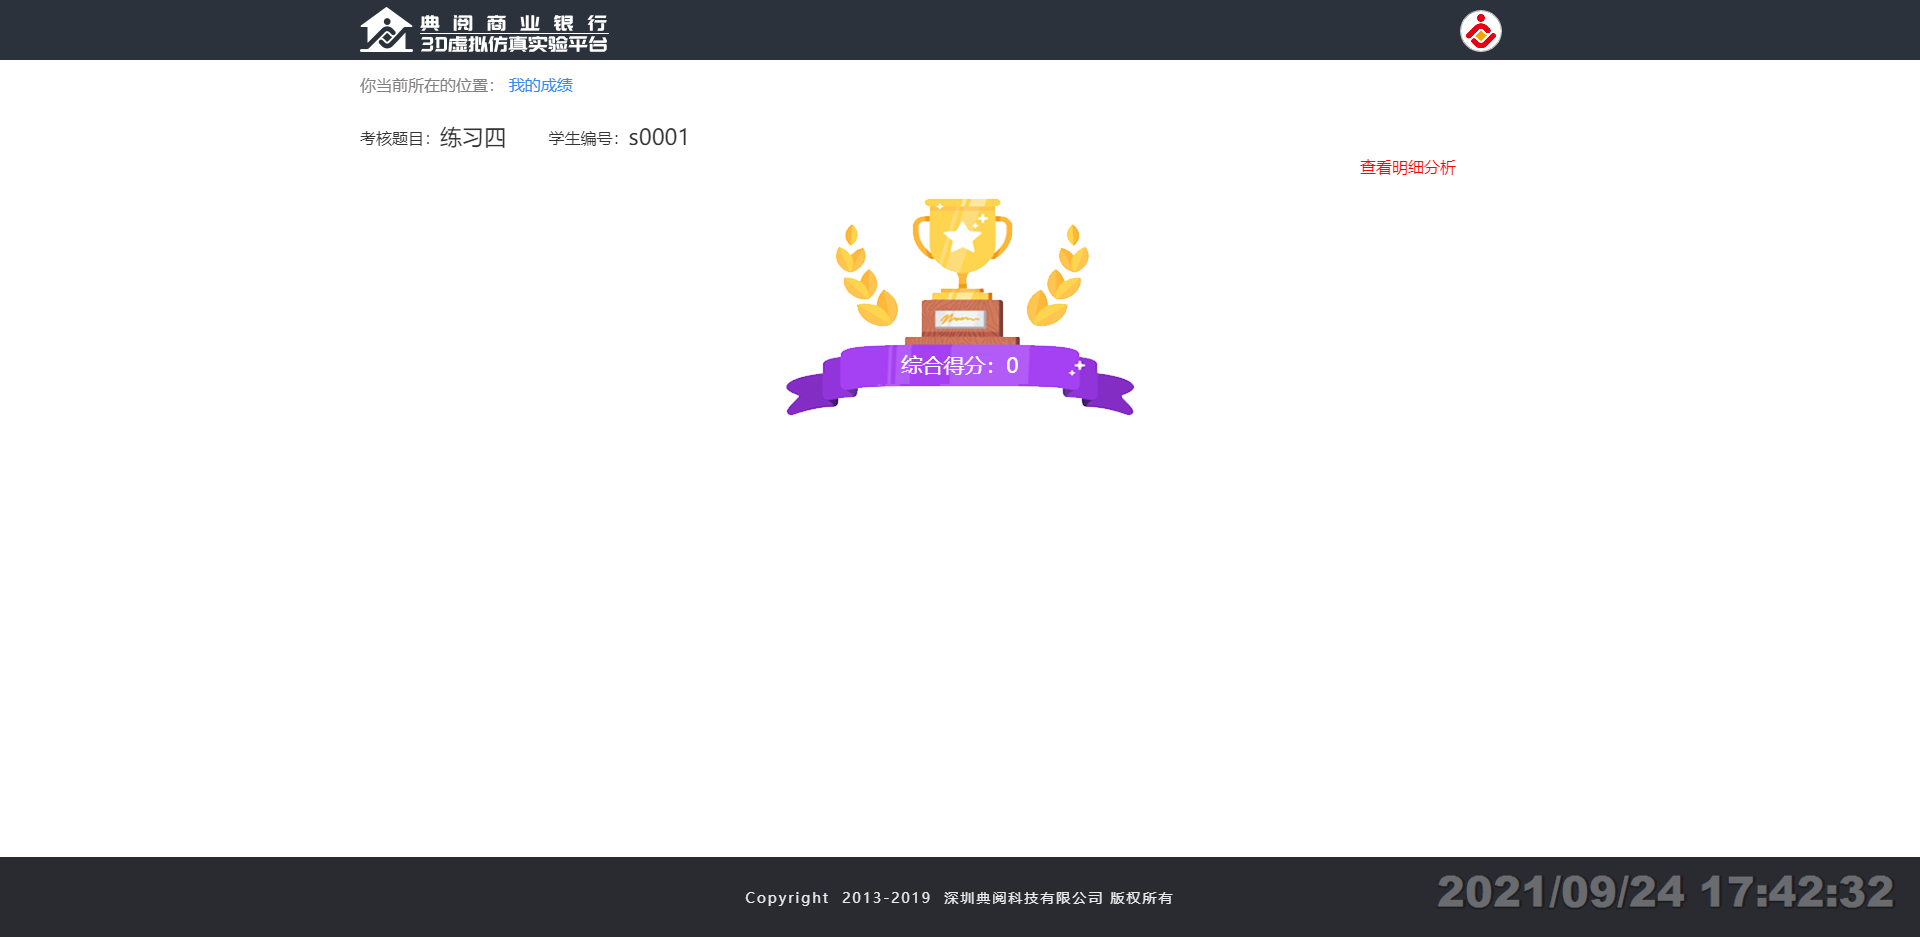 典阅商业银行
3D虚拟仿真实验平台
你当前所在的位置： 我的成绩
考核题目：练习四 学生编号：s0001
查看明细分析
综合得分：0
Copyright 2013-2019 深圳典阅科技有限公司 版权所有
2021/09/24 17:42:32